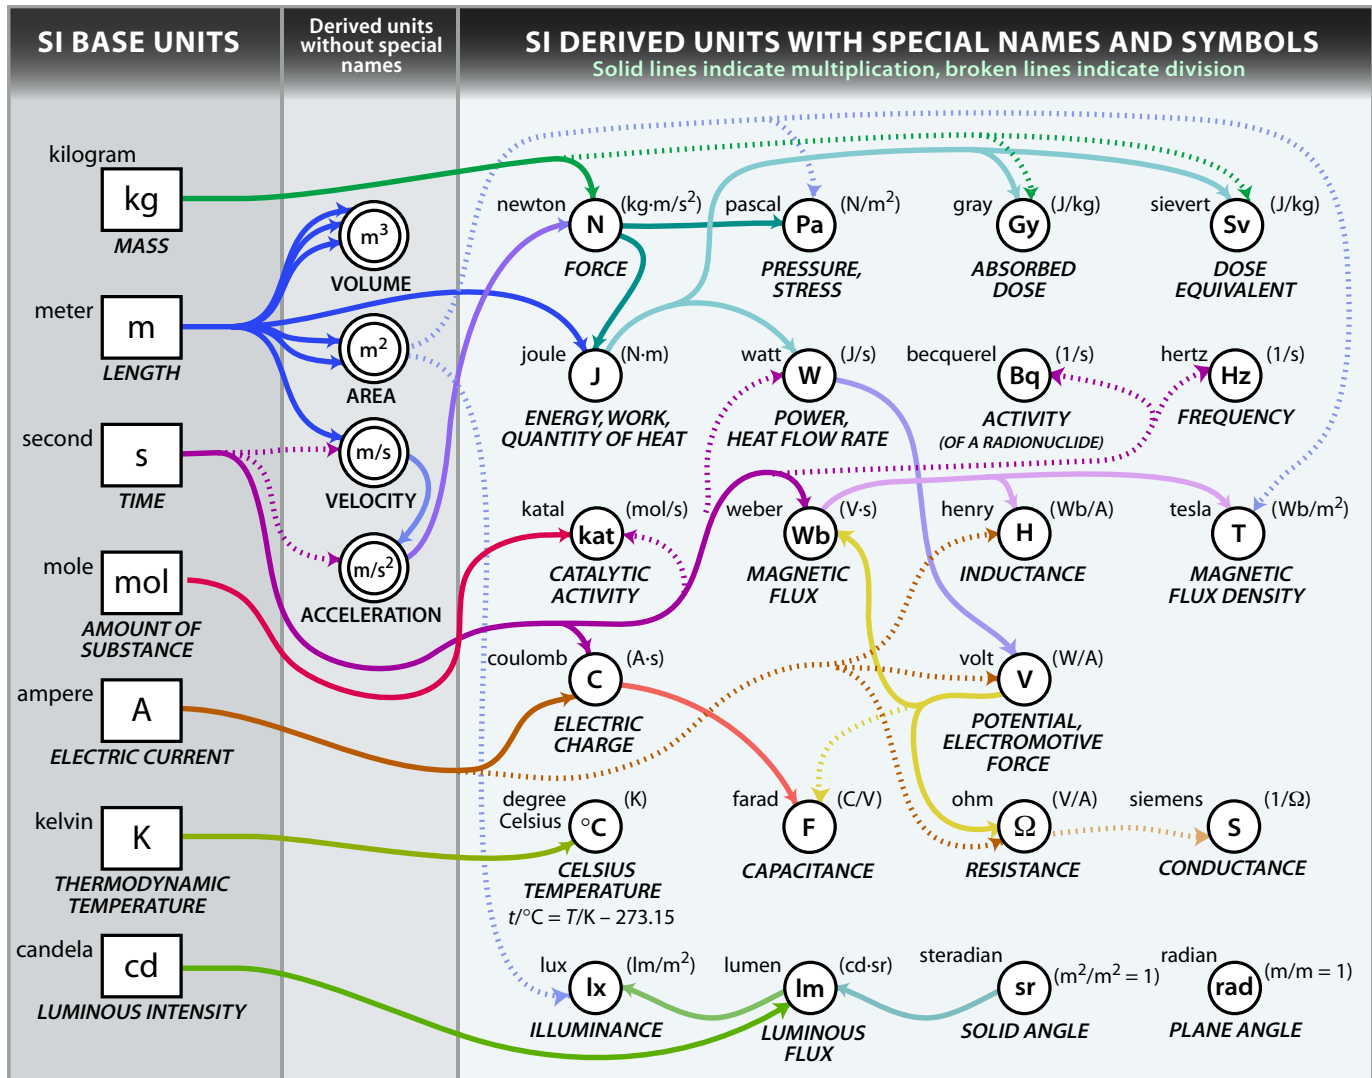 SI BASE UNITS
Derived units
without special
names
SI DERIVED UNITS WITH SPECIAL NAMES AND SYMBOLS
Solid lines indicate multiplication, broken lines indicate division
kilogram
kg
MASS
meter
m
LENGTH
second
s
TIME
mole
mol
AMOUNT OF
SUBSTANCE
ampere
A
ELECTRIC CURRENT
kelvin
K
THERMODYNAMIC
TEMPERATURE
candela
cd
LUMINOUS INTENSITY
m³
VOLUME
m²
AREA
m/s
VELOCITY
m/s²
ACCELERATION
newton
N
(kg·m/s²)
FORCE
pascal
Pa
(N/m²)
PRESSURE,
STRESS
gray
Gy
(J/kg)
ABSORBED
DOSE
sievert
Sv
(J/kg)
DOSE
EQUIVALENT
joule
J
(N·m)
ENERGY, WORK,
QUANTITY OF HEAT
watt
W
(J/s)
POWER,
HEAT FLOW RATE
becquerel
Bq
(1/s)
ACTIVITY
(OF A RADIONUCLIDE)
hertz
Hz
(1/s)
FREQUENCY
katal
kat
(mol/s)
CATALYTIC
ACTIVITY
weber
Wb
(V·s)
MAGNETIC
FLUX
henry
H
(Wb/A)
INDUCTANCE
tesla
T
(Wb/m²)
MAGNETIC
FLUX DENSITY
coulomb
C
(A·s)
ELECTRIC
CHARGE
volt
V
(W/A)
POTENTIAL,
ELECTROMOTIVE
FORCE
degree
Celsius
°C
(K)
CELSIUS
TEMPERATURE
t/°C = T/K – 273.15
farad
F
(C/V)
CAPACITANCE
ohm
Ω
(V/A)
RESISTANCE
siemens
S
(1/Ω)
CONDUCTANCE
lux
lx
(lm/m²)
ILLUMINANCE
lumen
lm
(cd·sr)
LUMINOUS
FLUX
steradian
sr
(m²/m² = 1)
SOLID ANGLE
radian
rad
(m/m = 1)
PLANE ANGLE